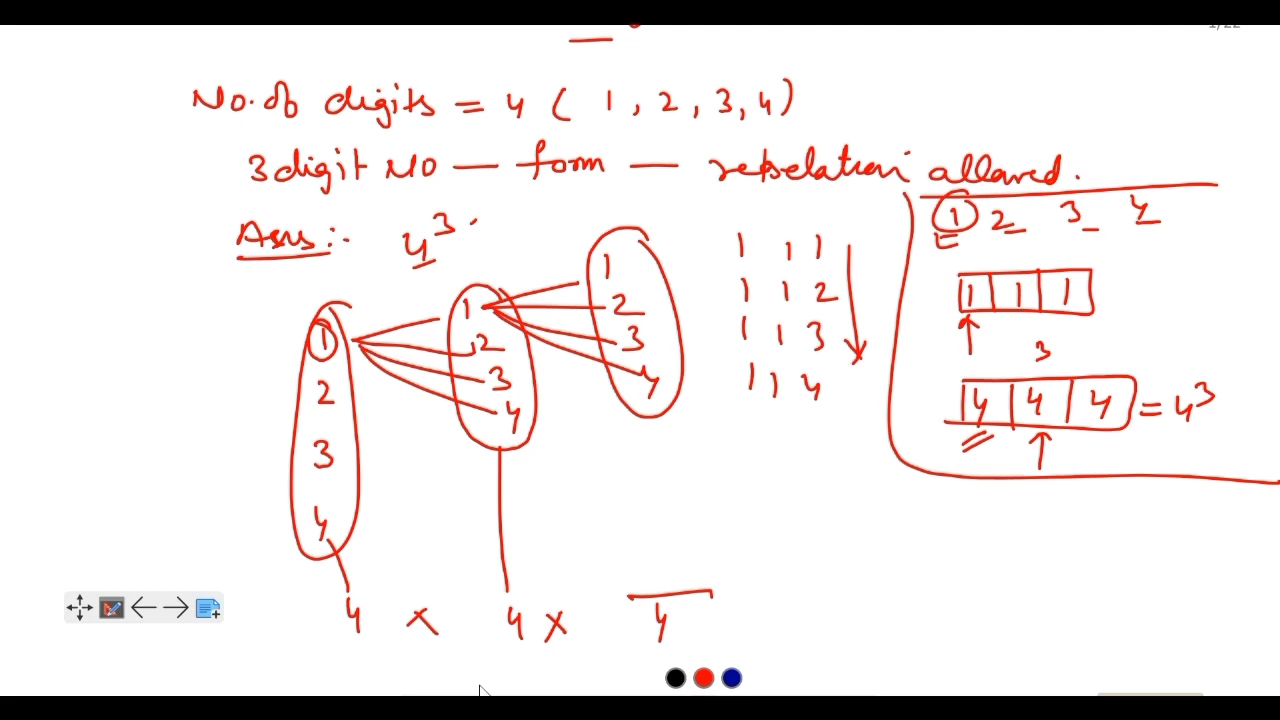 No. of digits = 4 ( 1, 2, 3, 4)
3 digit NO — form — allowed.
Ans :- 4³
1
2
3
4
1
2
3
4
1
2
3
4
1 1 1
1 1 2
1 1 3
1 1 4
4 × 4 × 4
1 2 3 4
1 1 1
3
4 4 4 = 4³